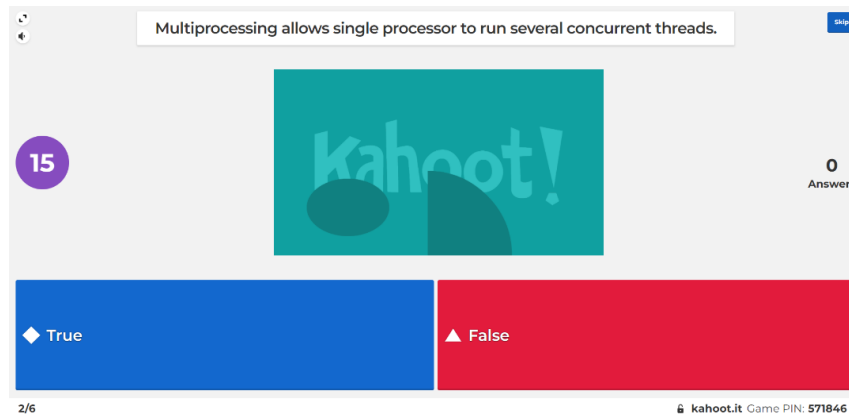 Multiprocessing allows single processor to run several concurrent threads.
Skip
15
Kahoot!
0
Answer
True
False
2/6
kahoot.it Game PIN: 571846